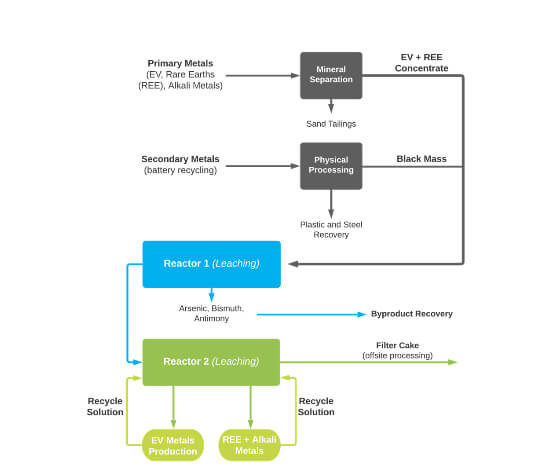 Primary Metals
(EV, Rare Earths
(REE), Alkali Metals)
Mineral
Separation
EV + REE
Concentrate
Sand Tailings
Secondary Metals
(battery recycling)
Physical
Processing
Black Mass
Plastic and Steel
Recovery
Reactor 1 (Leaching)
Arsenic, Bismuth,
Antimony
Byproduct Recovery
Reactor 2 (Leaching)
Filter Cake
(offsite processing)
Recycle
Solution
EV Metals
Production
REE + Alkali
Metals
Recycle
Solution